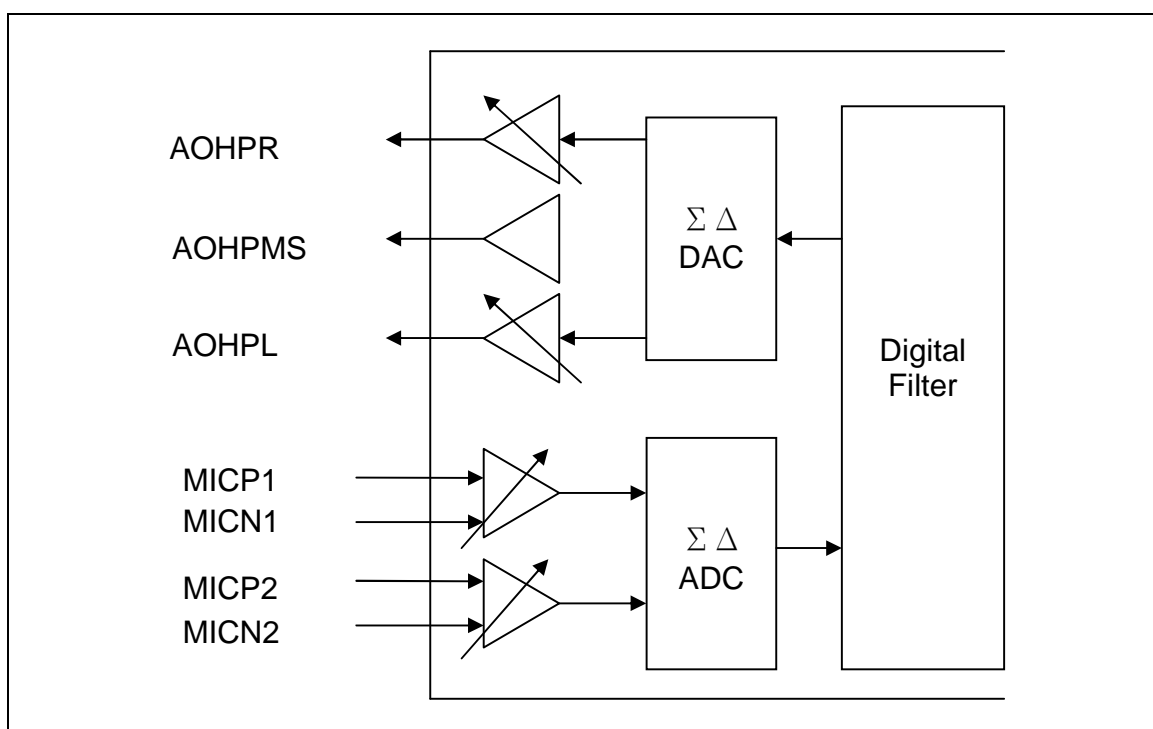 AOHPR
AOHPMS
AOHPL
Σ Δ
DAC
Digital
Filter
MICP1
MICN1
MICP2
MICN2
Σ Δ
ADC